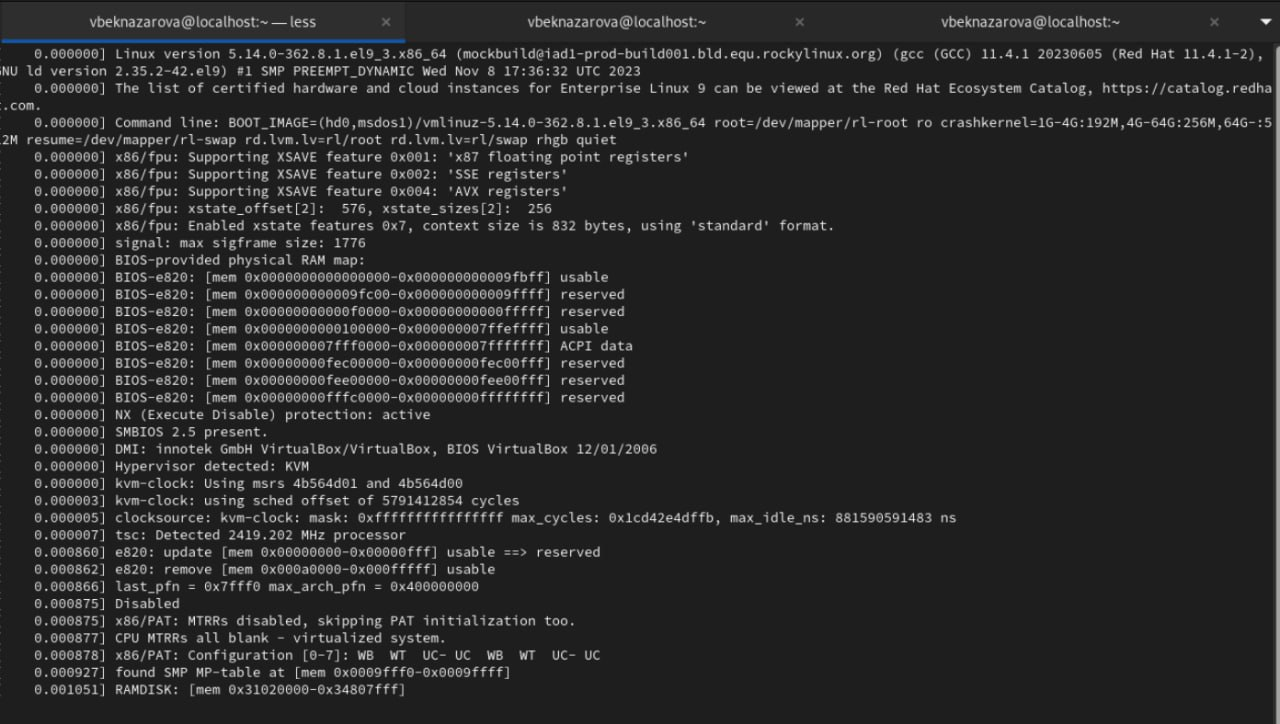 vbeknazarova@localhost:~ — less
vbeknazarova@localhost:~
vbeknazarova@localhost:~
0.000000] Linux version 5.14.0-362.8.1.el9_3.x86_64 (mockbuild@iad1-prod-build001.bld.equ.rockylinux.org) (gcc (GCC) 11.4.1 20230605 (Red Hat 11.4.1-2),
NU ld version 2.35.2-42.el9) #1 SMP PREEMPT_DYNAMIC Wed Nov 8 17:36:32 UTC 2023
0.000000] The list of certified hardware and cloud instances for Enterprise Linux 9 can be viewed at the Red Hat Ecosystem Catalog, https://catalog.redha
t.com.
0.000000] Command line: BOOT_IMAGE=(hd0,msdos1)/vmlinuz-5.14.0-362.8.1.el9_3.x86_64 root=/dev/mapper/rl-root ro crashkernel=1G-4G:192M,4G-64G:256M,64G-:5
12M resume=/dev/mapper/rl-swap rd.lvm.lv=rl/root rd.lvm.lv=rl/swap rhgb quiet
0.000000] x86/fpu: Supporting XSAVE feature 0x001: 'x87 floating point registers'
0.000000] x86/fpu: Supporting XSAVE feature 0x002: 'SSE registers'
0.000000] x86/fpu: Supporting XSAVE feature 0x004: 'AVX registers'
0.000000] x86/fpu: xstate_offset[2]:  576, xstate_sizes[2]:  256
0.000000] x86/fpu: Enabled xstate features 0x7, context size is 832 bytes, using 'standard' format.
0.000000] signal: max sigframe size: 1776
0.000000] BIOS-provided physical RAM map:
0.000000] BIOS-e820: [mem 0x0000000000000000-0x000000000009fbff] usable
0.000000] BIOS-e820: [mem 0x000000000009fc00-0x000000000009ffff] reserved
0.000000] BIOS-e820: [mem 0x00000000000f0000-0x00000000000fffff] reserved
0.000000] BIOS-e820: [mem 0x0000000000100000-0x000000007ffeffff] usable
0.000000] BIOS-e820: [mem 0x000000007fff0000-0x000000007fffffff] ACPI data
0.000000] BIOS-e820: [mem 0x00000000fec00000-0x00000000fec00fff] reserved
0.000000] BIOS-e820: [mem 0x00000000fee00000-0x00000000fee00fff] reserved
0.000000] BIOS-e820: [mem 0x00000000fffc0000-0x00000000ffffffff] reserved
0.000000] NX (Execute Disable) protection: active
0.000000] SMBIOS 2.5 present.
0.000000] DMI: innotek GmbH VirtualBox/VirtualBox, BIOS VirtualBox 12/01/2006
0.000000] Hypervisor detected: KVM
0.000000] kvm-clock: Using msrs 4b564d01 and 4b564d00
0.000003] kvm-clock: using sched offset of 5791412854 cycles
0.000005] clocksource: kvm-clock: mask: 0xffffffffffffffff max_cycles: 0x1cd42e4dffb, max_idle_ns: 881590591483 ns
0.000007] tsc: Detected 2419.202 MHz processor
0.000860] e820: update [mem 0x00000000-0x00000fff] usable ==> reserved
0.000862] e820: remove [mem 0x000a0000-0x000fffff] usable
0.000866] last_pfn = 0x7fff0 max_arch_pfn = 0x400000000
0.000875] Disabled
0.000875] x86/PAT: MTRRs disabled, skipping PAT initialization too.
0.000877] CPU MTRRs all blank - virtualized system.
0.000878] x86/PAT: Configuration [0-7]: WB  WT  UC- UC  WB  WT  UC- UC
0.000927] found SMP MP-table at [mem 0x0009fff0-0x0009ffff]
0.001051] RAMDISK: [mem 0x31020000-0x34807fff]